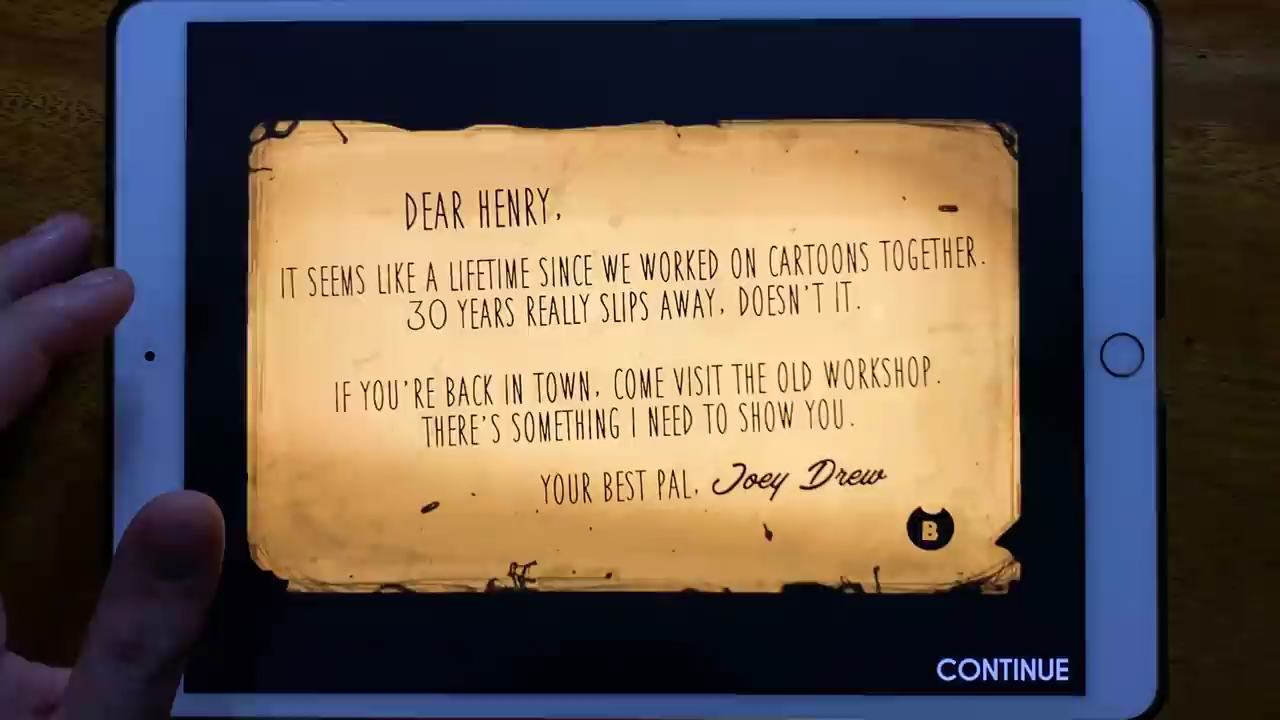 DEAR HENRY,
IT SEEMS LIKE A LIFETIME SINCE WE WORKED ON CARTOONS TOGETHER.
30 YEARS REALLY SLIPS AWAY, DOESN'T IT.
IF YOU'RE BACK IN TOWN, COME VISIT THE OLD WORKSHOP.
THERE'S SOMETHING I NEED TO SHOW YOU.
YOUR BEST PAL, Joey Drew
B
CONTINUE